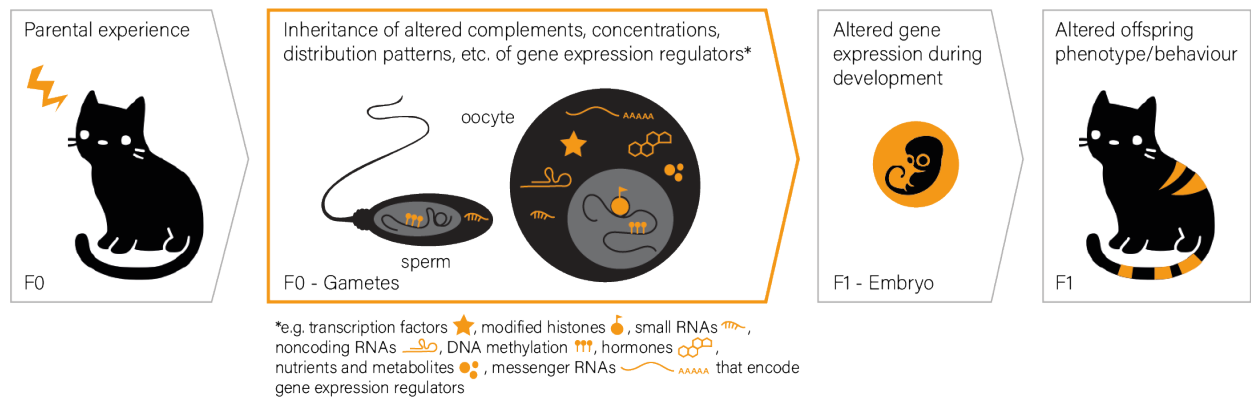 Parental experience
F0
Inheritance of altered complements, concentrations,
distribution patterns, etc. of gene expression regulators*
oocyte
AAAAA
sperm
F0 - Gametes
Altered gene
expression during
development
F1 - Embryo
Altered offspring
phenotype/behaviour
F1
*e.g. transcription factors , modified histones , small RNAs ,
noncoding RNAs , DNA methylation , hormones ,
nutrients and metabolites , messenger RNAs AAAAA that encode
gene expression regulators